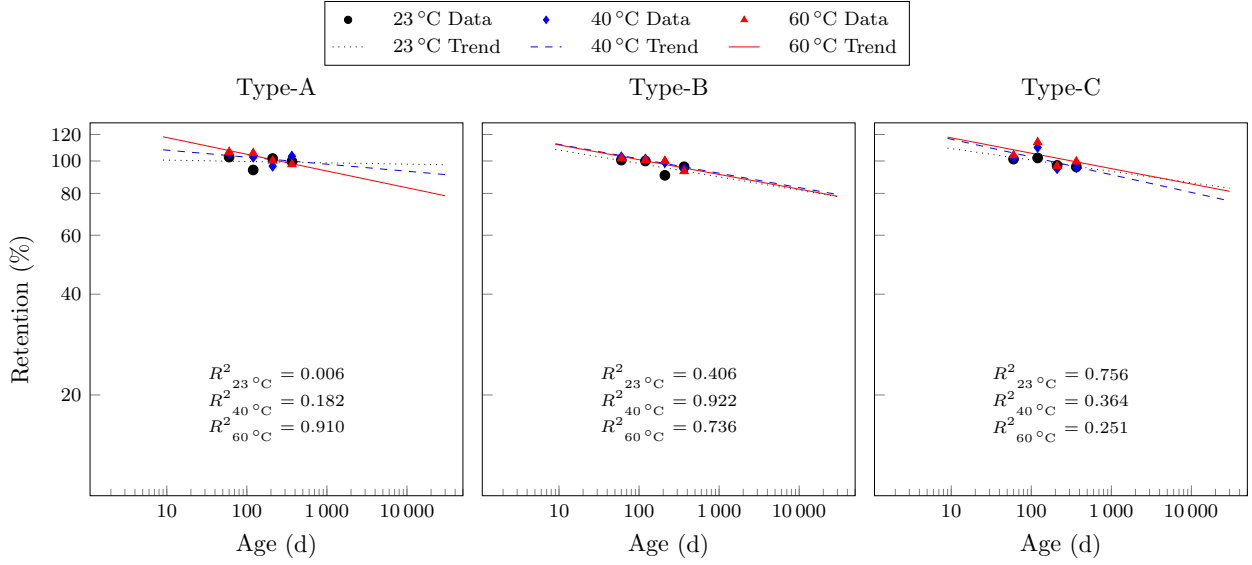 23 °C Data 40 °C Data 60 °C Data
23 °C Trend 40 °C Trend 60 °C Trend
Type-A Type-B Type-C
Retention (%)
120
100
80
60
40
20
R²23 °C = 0.006
R²40 °C = 0.182
R²60 °C = 0.910
R²23 °C = 0.406
R²40 °C = 0.922
R²60 °C = 0.736
R²23 °C = 0.756
R²40 °C = 0.364
R²60 °C = 0.251
10 100 1 000 10 000 10 100 1 000 10 000 10 100 1 000 10 000
Age (d) Age (d) Age (d)